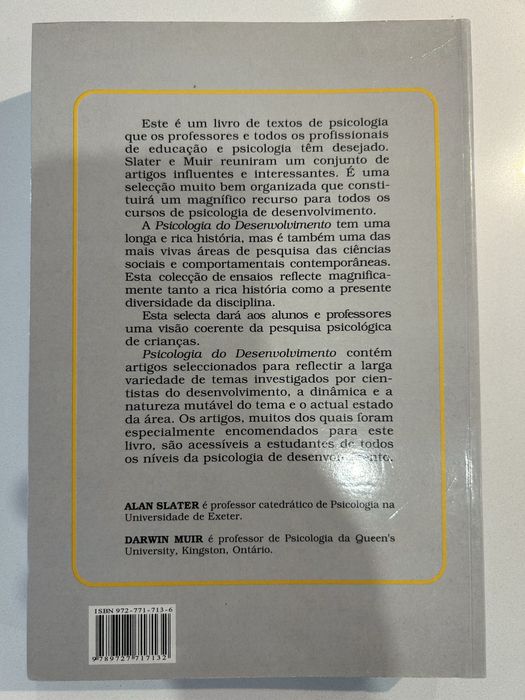 Este é um livro de textos de psicologia
que os professores e todos os profissionais
de educação e psicologia têm desejado.
Slater e Muir reuniram um conjunto de
artigos influentes e interessantes. É uma
selecção muito bem organizada que consti-
tuirá um magnífico recurso para todos os
cursos de psicologia de desenvolvimento.
A Psicologia do Desenvolvimento tem uma
longa e rica história, mas é também uma das
mais vivas áreas de pesquisa das ciências
sociais e comportamentais contemporâneas.
Esta colecção de ensaios reflecte magnifica-
mente tanto a rica história como a presente
diversidade da disciplina.
Esta selecta dará aos alunos e professores
uma visão coerente da pesquisa psicológica
de crianças.
Psicologia do Desenvolvimento contém
artigos seleccionados para reflectir a larga
variedade de temas investigados por cien-
tistas do desenvolvimento, a dinâmica e a
natureza mutável do tema e o actual estado
da área. Os artigos, muitos dos quais foram
especialmente encomendados para este
livro, são acessíveis a estudantes de todos
os níveis da psicologia de desenvolvimento.
ALAN SLATER é professor catedrático de Psicologia na
Universidade de Exeter.
DARWIN MUIR é professor de Psicologia da Queen's
University, Kingston, Ontário.
ISBN 972-771-713-6
9 789727 717132